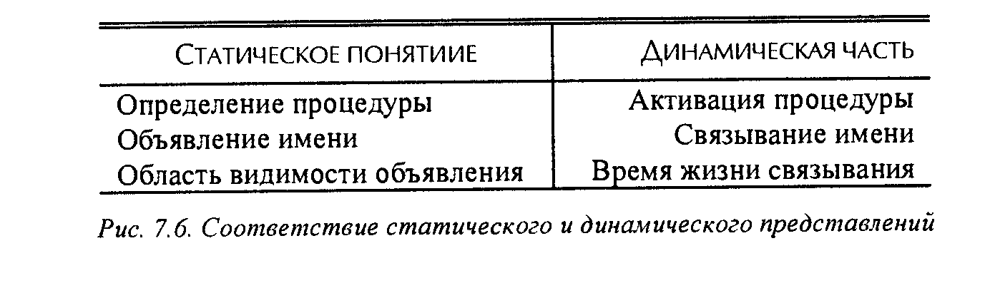 СТАТИЧЕСКОЕ ПОНЯТИИЕ ДИНАМИЧЕСКАЯ ЧАСТЬ
Определение процедуры Активация процедуры
Объявление имени Связывание имени
Область видимости объявления Время жизни связывания
Рис. 7.6. Соответствие статического и динамического представлений